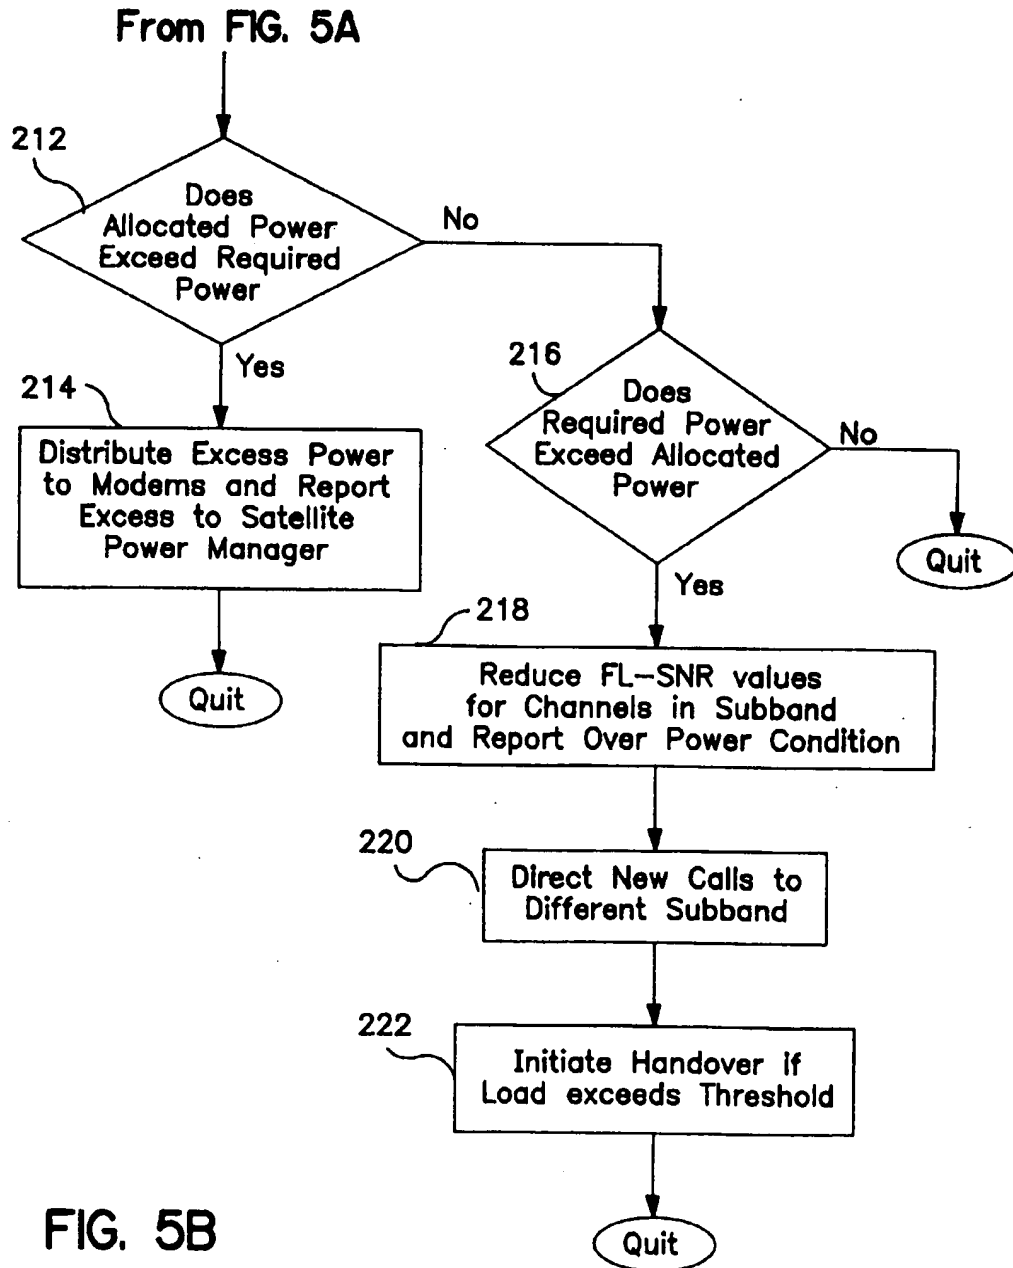 From FIG. 5A
212
Does
Allocated Power
Exceed Required
Power
No
Yes
214
Distribute Excess Power
to Modems and Report
Excess to Satellite
Power Manager
Quit
216
Does
Required Power
Exceed Allocated
Power
No
Quit
Yes
218
Reduce FL-SNR values
for Channels in Subband
and Report Over Power Condition
220
Direct New Calls to
Different Subband
222
Initiate Handover if
Load exceeds Threshold
Quit
FIG. 5B